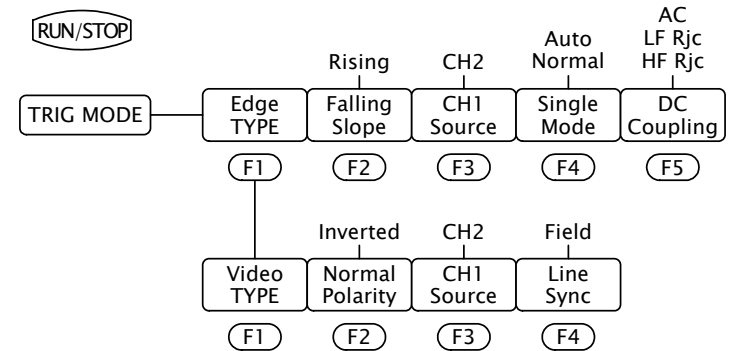 RUN/STOP
AC
LF Rjc
HF Rjc
Auto
Normal
Rising
CH2
TRIG MODE
Edge
TYPE
Falling
Slope
CH1
Source
Single
Mode
DC
Coupling
F1
F2
F3
F4
F5
Inverted
CH2
Field
Video
TYPE
Normal
Polarity
CH1
Source
Line
Sync
F1
F2
F3
F4